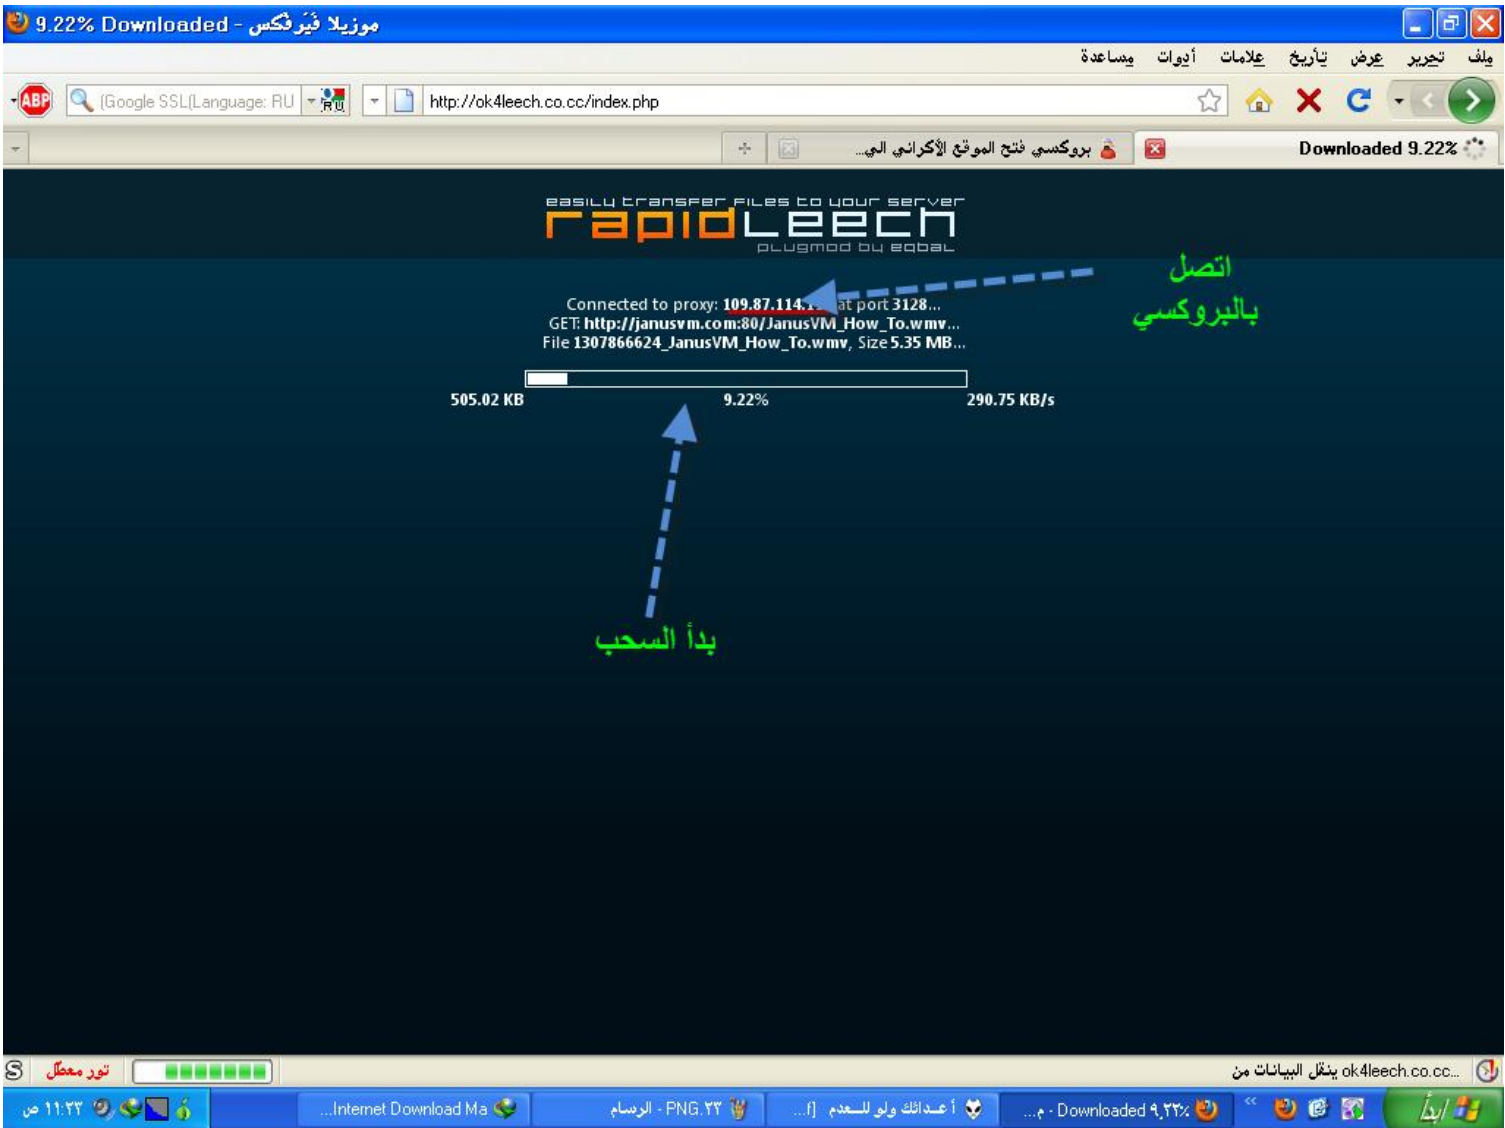 9.22% Downloaded - موزيلا فَيَرفُكس
ملف تحرير عرض تأريخ علامات أدوات مساعدة
ABP
(Google SSL(Language: RU
RU
http://ok4leech.co.cc/index.php
Downloaded 9.22%
بروكسي فتح الموقع الأكراني الي...
easily transfer files to your server
rapidLEECH
plugmod by eqbal
اتصل
بالبروكسي
Connected to proxy: 109.87.114. at port 3128...
GET: http://janusvm.com:80/JanusVM_How_To.wmv...
File 1307866624_JanusVM_How_To.wmv, Size 5.35 MB...
505.02 KB 9.22% 290.75 KB/s
بدأ السحب
ينقل البيانات من ok4leech.co.cc...
تور معطّل
S
ابدأ
Downloaded ٩٫٢٢٪ - م...
أعــدائك ولو للــعدم [f...
٢٣.PNG - الرسام
Internet Download Ma...
١١:٢٣ ص